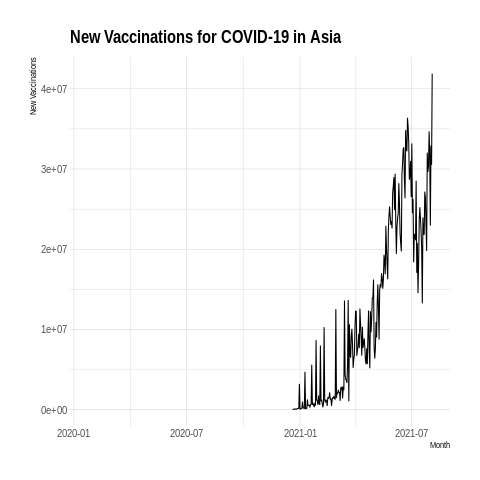 New Vaccinations for COVID-19 in Asia
New Vaccinations
4e+07
3e+07
2e+07
1e+07
0e+00
2020-01 2020-07 2021-01 2021-07
Month